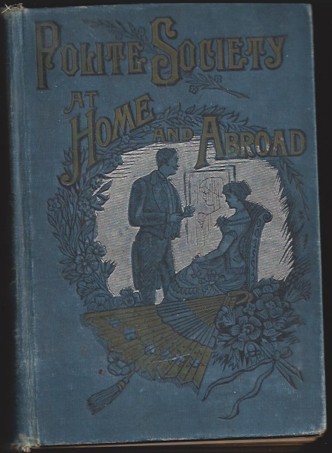 POLITE SOCIETY
AT
HOME
AND ABROAD